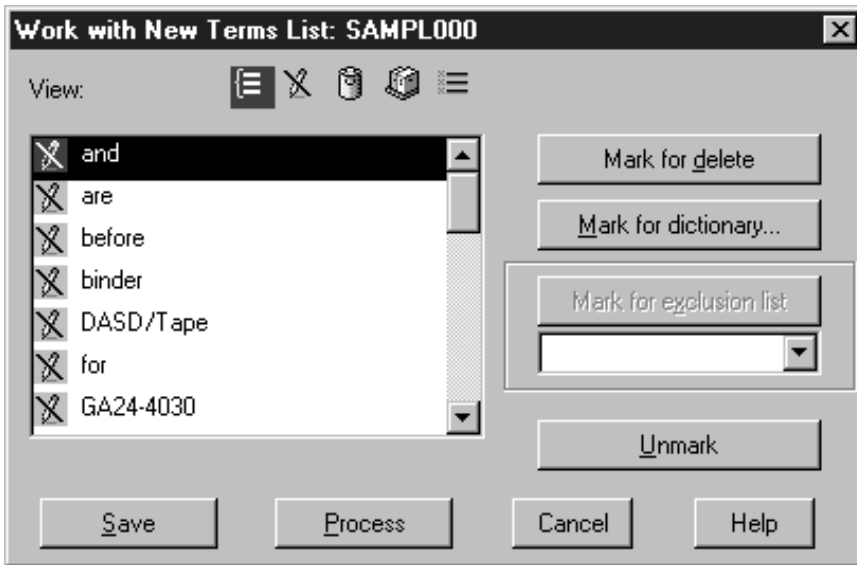 Work with New Terms List: SAMPL000
View:
and
are
before
binder
DASD/Tape
for
GA24-4030
Mark for delete
Mark for dictionary...
Mark for exclusion list
Unmark
Save
Process
Cancel
Help